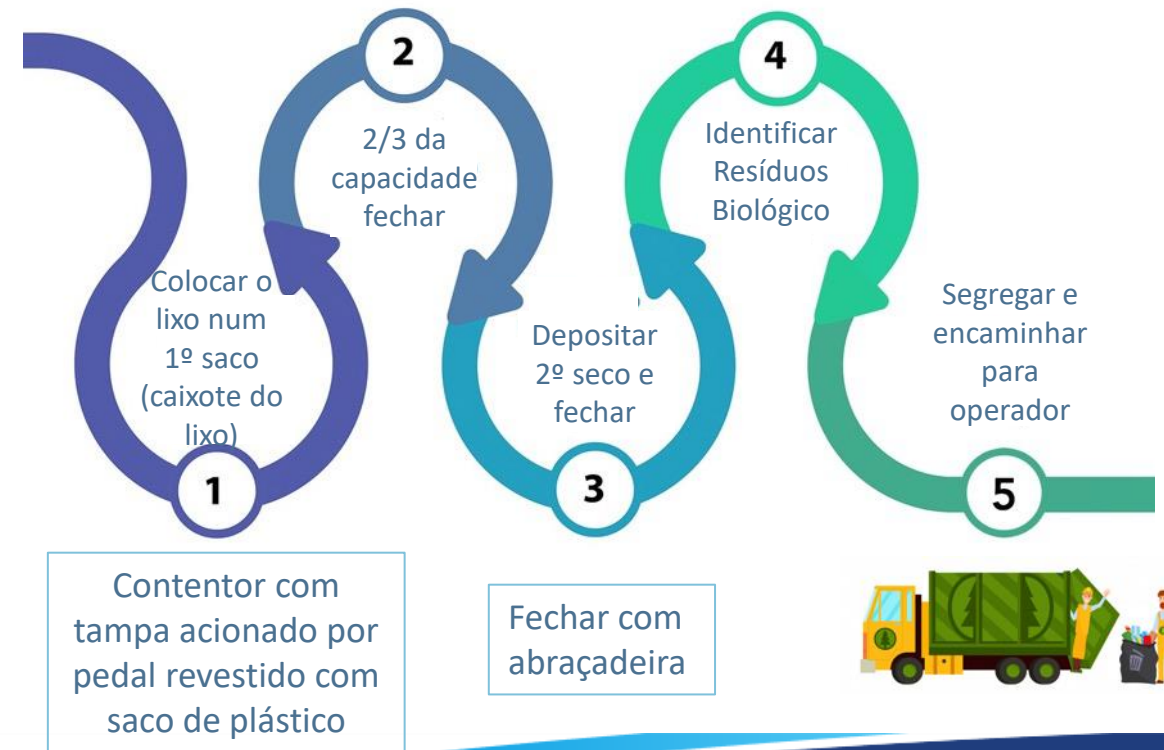 1
Colocar o
lixo num
1º saco
(caixote do
lixo)
Contentor com
tampa acionado por
pedal revestido com
saco de plástico
2
2/3 da
capacidade
fechar
3
Depositar
2º seco e
fechar
Fechar com
abraçadeira
4
Identificar
Resíduos
Biológico
5
Segregar e
encaminhar
para
operador